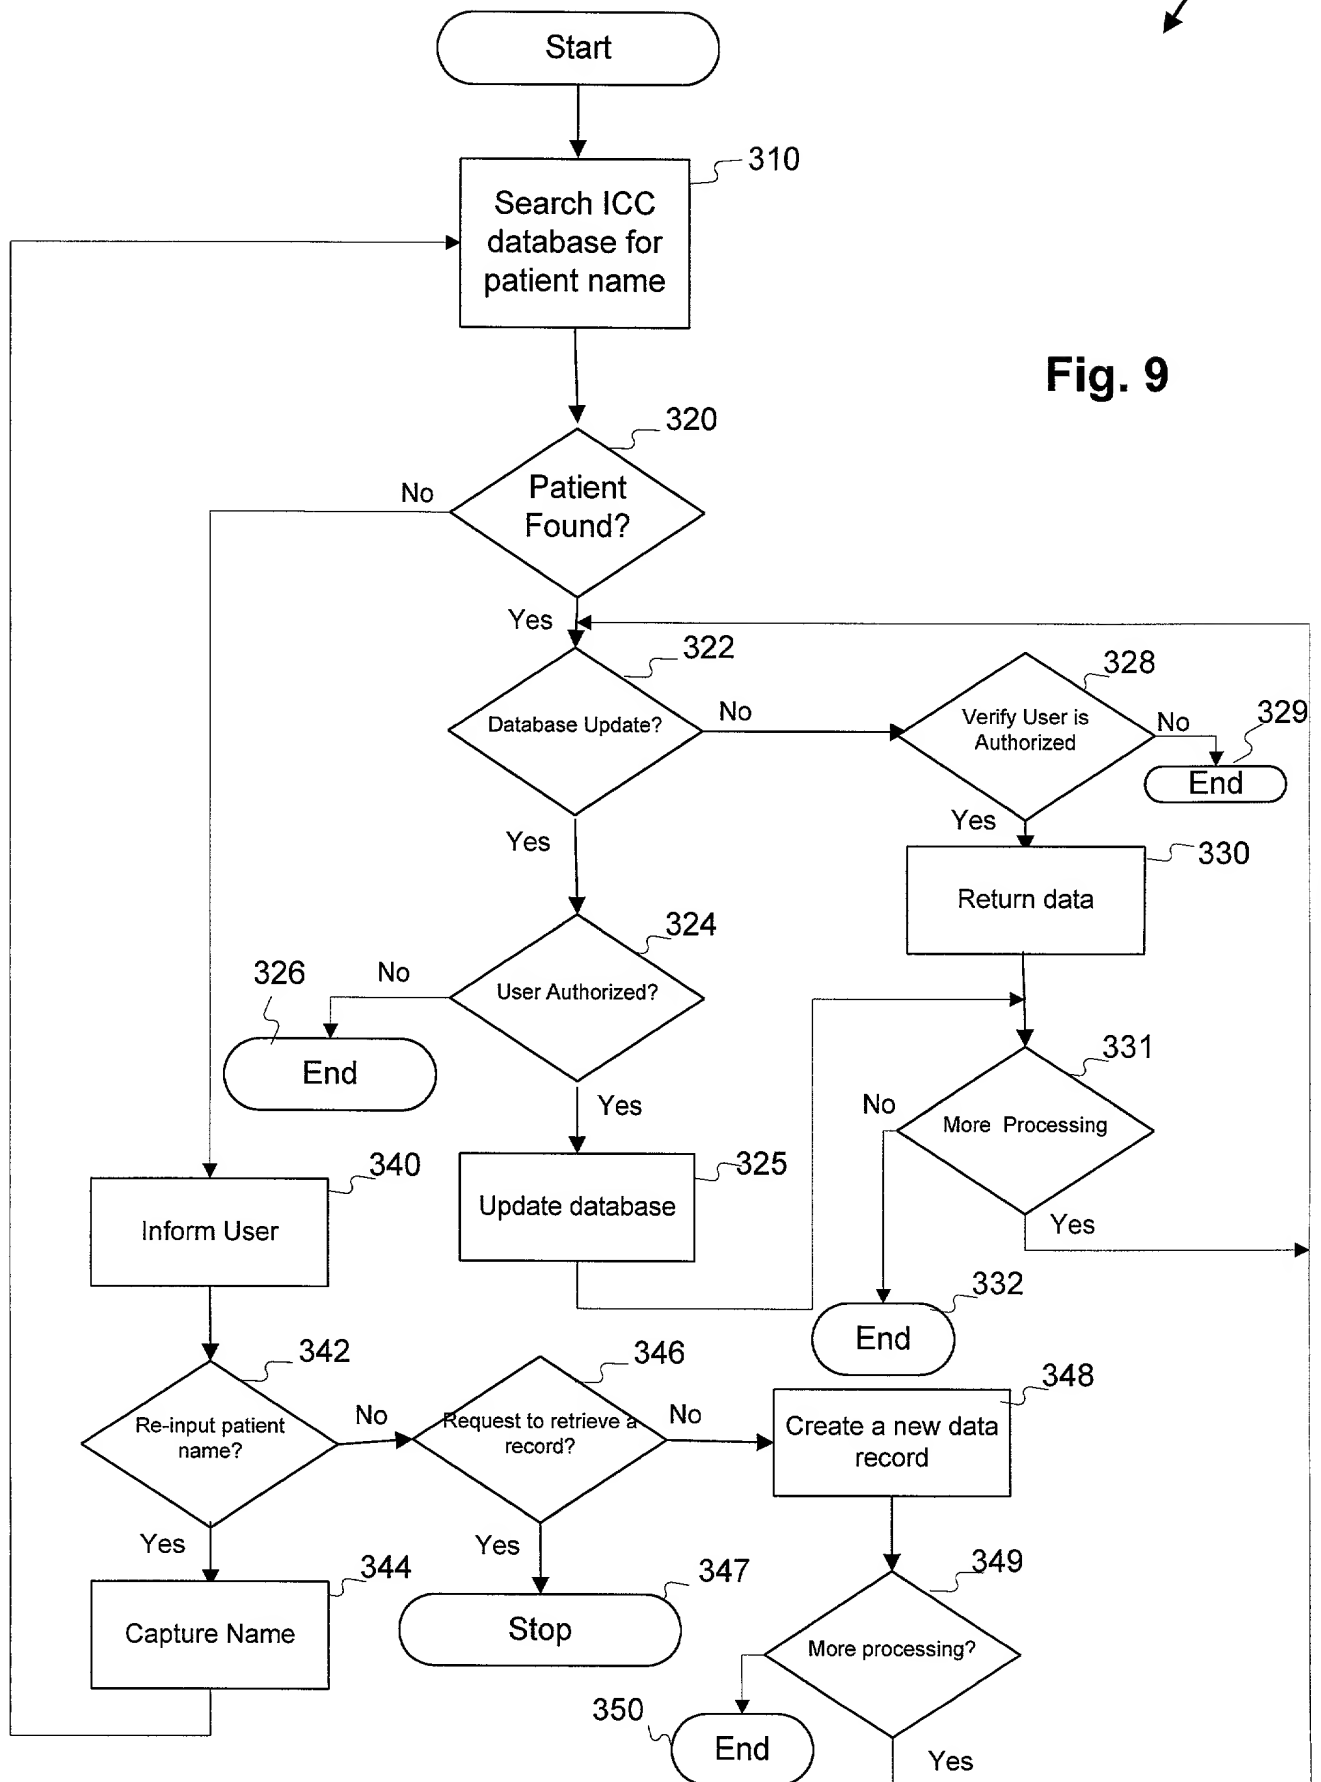 Start
310
Search ICC
database for
patient name
Fig. 9
320
Patient
Found?
No
Yes
322
Database Update?
No
328
Verify User is
Authorized
No
329
End
Yes
Yes
330
Return data
324
User Authorized?
No
326
End
331
More Processing
No
Yes
Yes
325
Update database
340
Inform User
332
End
342
Re-input patient
name?
No
346
Request to retrieve a
record?
No
348
Create a new data
record
Yes
344
Capture Name
Yes
347
Stop
349
More processing?
350
End
Yes